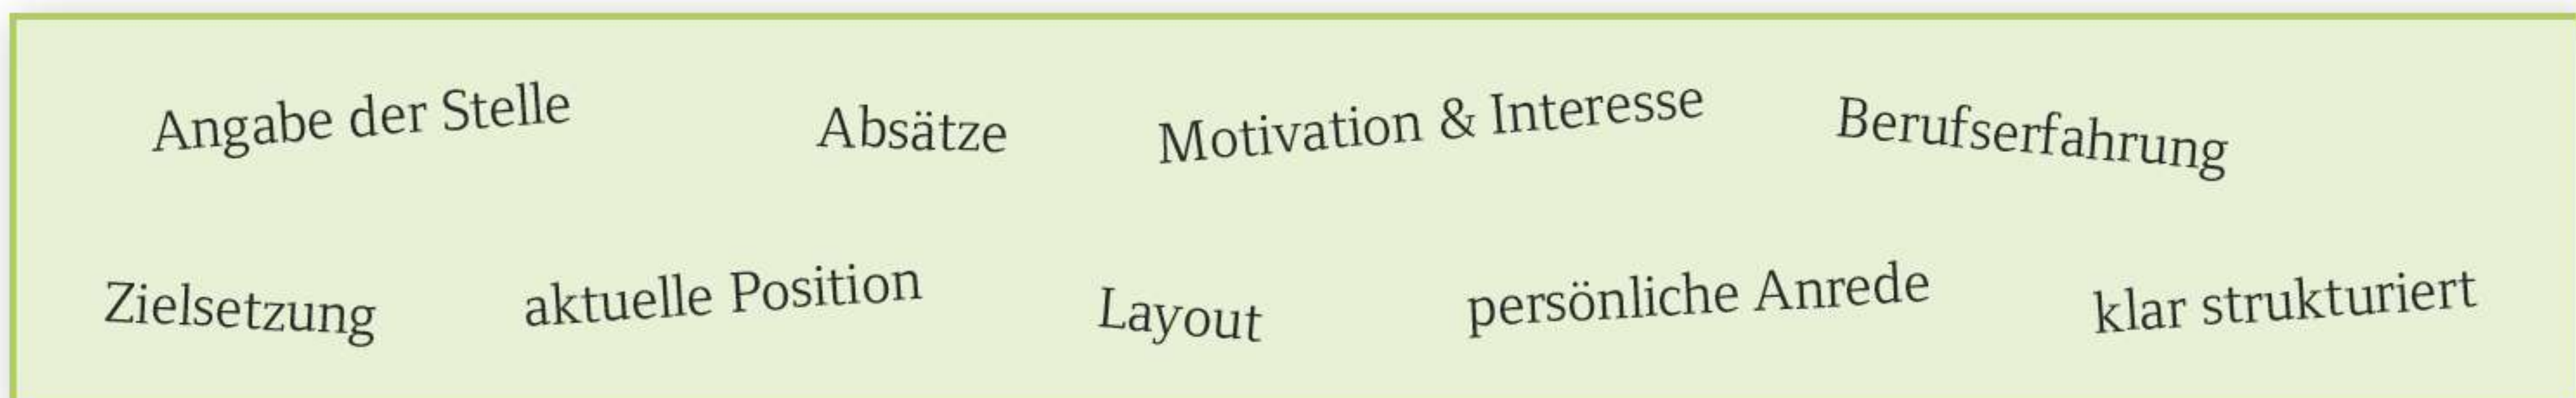 Angabe der Stelle Absätze Motivation & Interesse Berufserfahrung
Zielsetzung aktuelle Position Layout persönliche Anrede klar strukturiert